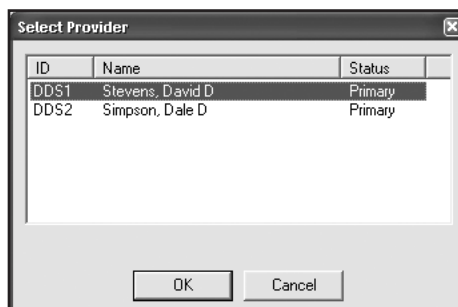 Select Provider
ID Name Status
DDS1 Stevens, David D Primary
DDS2 Simpson, Dale D Primary
OK Cancel